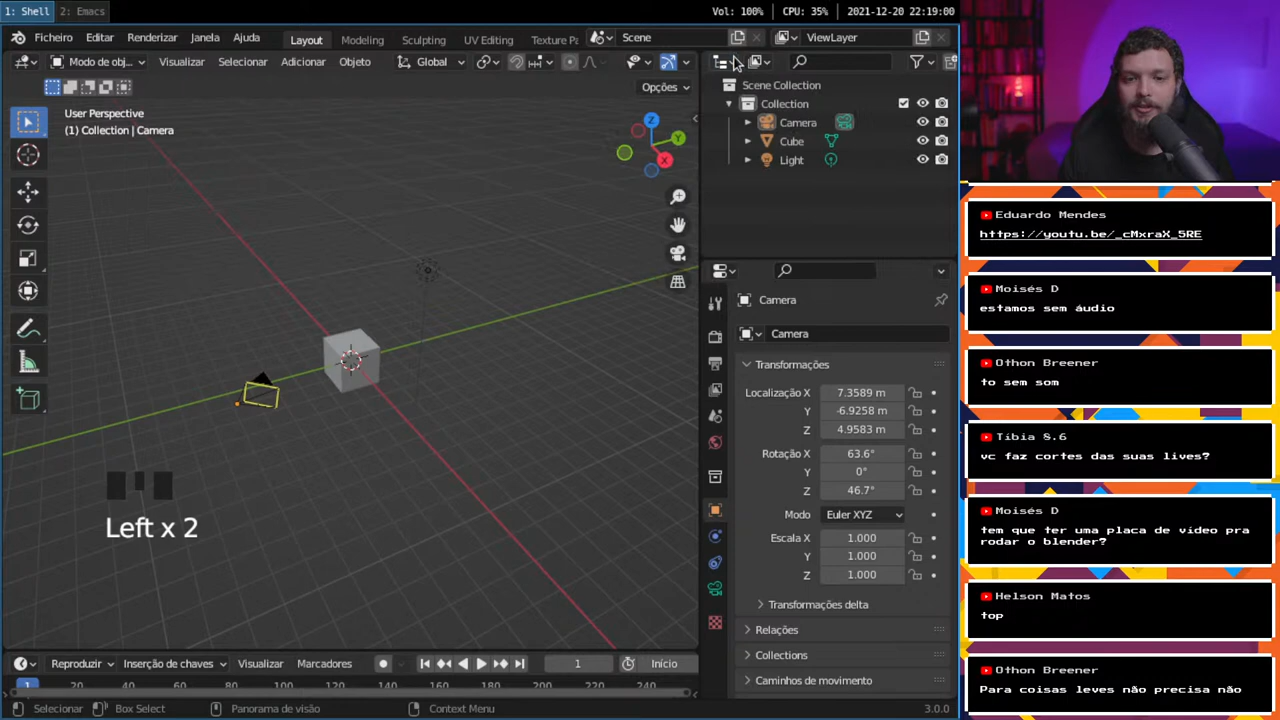 1: Shell 2: Emacs Vol: 100% CPU: 35% 2021-12-20 22:19:00
Ficheiro Editar Renderizar Janela Ajuda Layout Modeling Sculpting UV Editing Texture Pa Scene ViewLayer
Modo de obj... Visualizar Selecionar Adicionar Objeto Global
Opções
User Perspective
(1) Collection | Camera
Z
Y
X
Left x 2
Scene Collection
Collection
Camera
Cube
Light
Camera
Camera
Transformações
Localização X 7.3589 m
Y -6.9258 m
Z 4.9583 m
Rotação X 63.6°
Y 0°
Z 46.7°
Modo Euler XYZ
Escala X 1.000
Y 1.000
Z 1.000
Transformações delta
Relações
Collections
Caminhos de movimento
Reproduzir Inserção de chaves Visualizar Marcadores 1 Início
1 20 40 60 80 100 120 140 160 180 200 220 240
Selecionar Box Select Panorama de visão Context Menu 3.0.0
Eduardo Mendes
https://youtu.be/_cMxraX_5RE
Moisés D
estamos sem áudio
Othon Breener
to sem som
Tibia 8.6
vc faz cortes das suas lives?
Moisés D
tem que ter uma placa de vídeo pra
rodar o blender?
Helson Matos
top
Othon Breener
Para coisas leves não precisa não